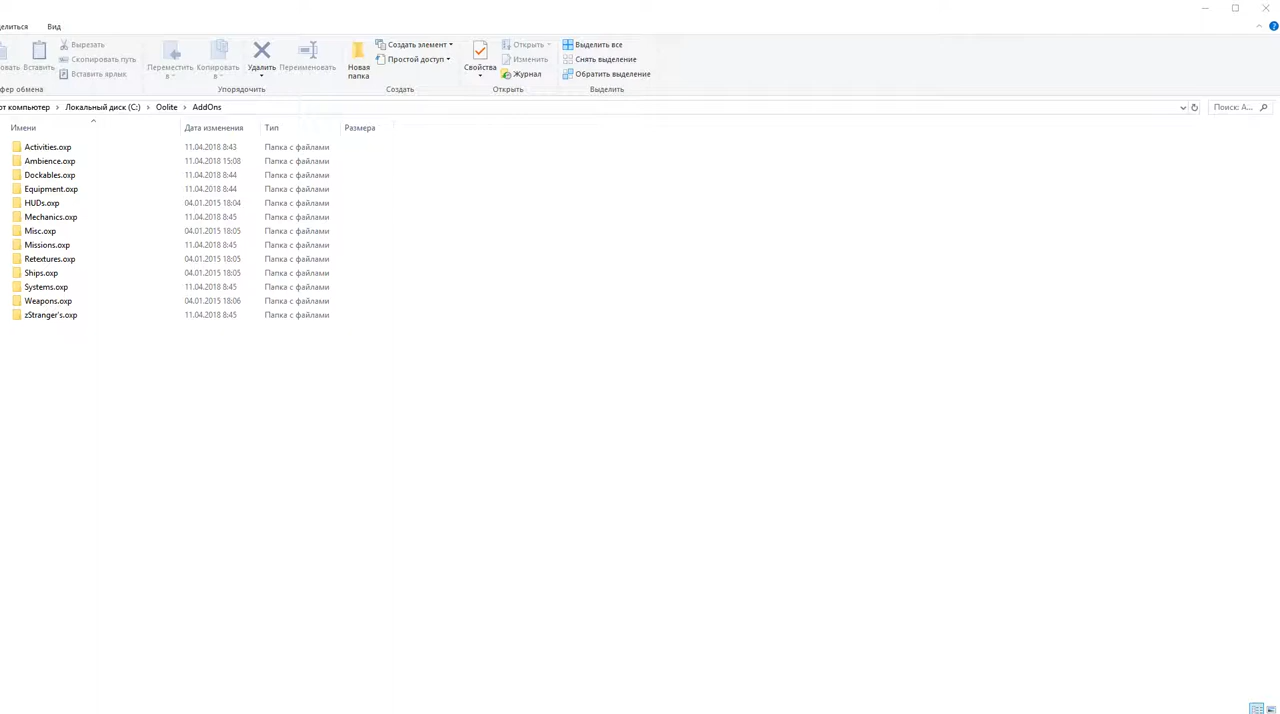 елиться Вид
Вырезать
Скопировать путь
Вставить ярлык
овать Вставить
Переместить в
Копировать в
Удалить
Переименовать
Новая папка
Создать элемент
Простой доступ
Свойства
Открыть
Изменить
Журнал
Выделить все
Снять выделение
Обратить выделение
фер обмена Упорядочить Создать Открыть Выделить
от компьютер Локальный диск (C:) Oolite AddOns Поиск: A...
Имени Дата изменения Тип Размера
Activities.oxp 11.04.2018 8:43 Папка с файлами
Ambience.oxp 11.04.2018 15:08 Папка с файлами
Dockables.oxp 11.04.2018 8:44 Папка с файлами
Equipment.oxp 11.04.2018 8:44 Папка с файлами
HUDs.oxp 04.01.2015 18:04 Папка с файлами
Mechanics.oxp 11.04.2018 8:45 Папка с файлами
Misc.oxp 04.01.2015 18:05 Папка с файлами
Missions.oxp 11.04.2018 8:45 Папка с файлами
Retextures.oxp 04.01.2015 18:05 Папка с файлами
Ships.oxp 04.01.2015 18:05 Папка с файлами
Systems.oxp 11.04.2018 8:45 Папка с файлами
Weapons.oxp 04.01.2015 18:06 Папка с файлами
zStranger's.oxp 11.04.2018 8:45 Папка с файлами